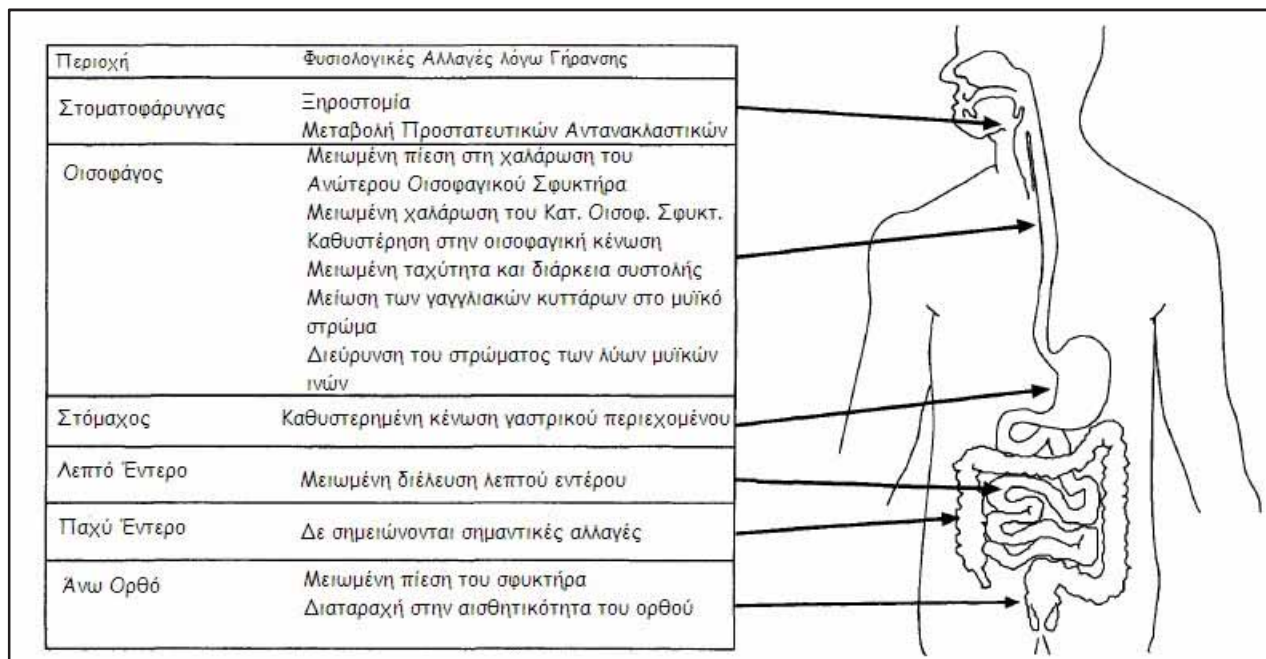 Περιοχή Φυσιολογικές Αλλαγές λόγω Γήρανσης
Στοματοφάρυγγας Ξηροστομία
Μεταβολή Προστατευτικών Αντανακλαστικών
Οισοφάγος Μειωμένη πίεση στη χαλάρωση του
Ανώτερου Οισοφαγικού Σφυκτήρα
Μειωμένη χαλάρωση του Κατ. Οισοφ. Σφυκτ.
Καθυστέρηση στην οισοφαγική κένωση
Μειωμένη ταχύτητα και διάρκεια συστολής
Μείωση των γαγγλιακών κυττάρων στο μυϊκό
στρώμα
Διεύρυνση του στρώματος των λύων μυϊκών
ινών
Στόμαχος Καθυστερημένη κένωση γαστρικού περιεχομένου
Λεπτό Έντερο Μειωμένη διέλευση λεπτού εντέρου
Παχύ Έντερο Δε σημειώνονται σημαντικές αλλαγές
Άνω Ορθό Μειωμένη πίεση του σφυκτήρα
Διαταραχή στην αισθητικότητα του ορθού